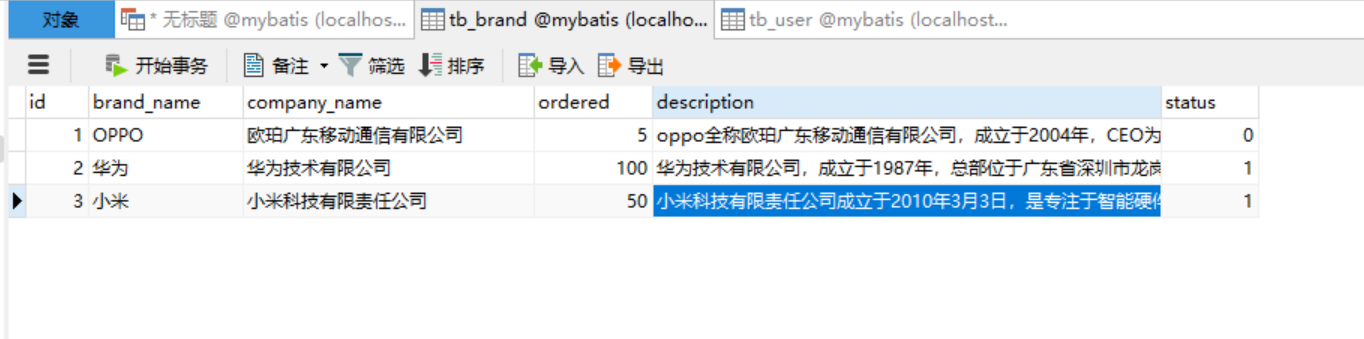 对象 * 无标题 @mybatis (localhos... tb_brand @mybatis (localho... tb_user @mybatis (localhost...
开始事务 备注 筛选 排序 导入 导出
id brand_name company_name ordered description status
1 OPPO 欧珀广东移动通信有限公司 5 oppo全称欧珀广东移动通信有限公司，成立于2004年，CEO为 0
2 华为 华为技术有限公司 100 华为技术有限公司，成立于1987年，总部位于广东省深圳市龙岗 1
3 小米 小米科技有限责任公司 50 小米科技有限责任公司成立于2010年3月3日，是专注于智能硬件 1